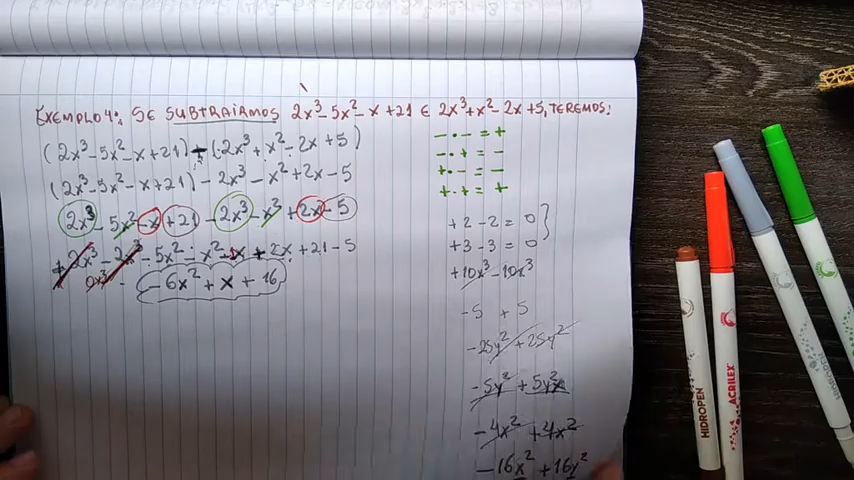 EXEMPLO 4: SE SUBTRAIRMOS 2x³-5x²-x+21 E 2x³+x²-2x+5, TEREMOS:
(2x³-5x²-x+21)-(2x³+x²-2x+5)
(2x³-5x²-x+21)-2x³-x²+2x-5
2x³-5x²-x+21-2x³-x²+2x-5
+2x³-2x³-5x²-x²-x+2x+21-5
0x³-6x²+x+16
-·-=+
-·+=-
+·-=-
+·+=+
+2-2=0
+3-3=0
+10x³-10x³
-5+5
-25y²+25y²
-5y²+5y²
-4x²+4x²
-16x²+16y²
HIDROPEN
ACRILEX